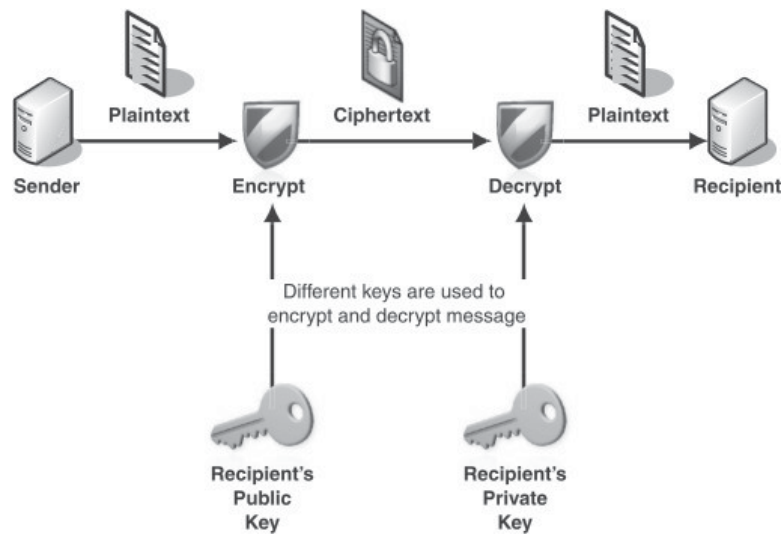 Plaintext
Ciphertext
Plaintext
Sender
Encrypt
Decrypt
Recipient
Different keys are used to
encrypt and decrypt message
Recipient's
Public
Key
Recipient's
Private
Key